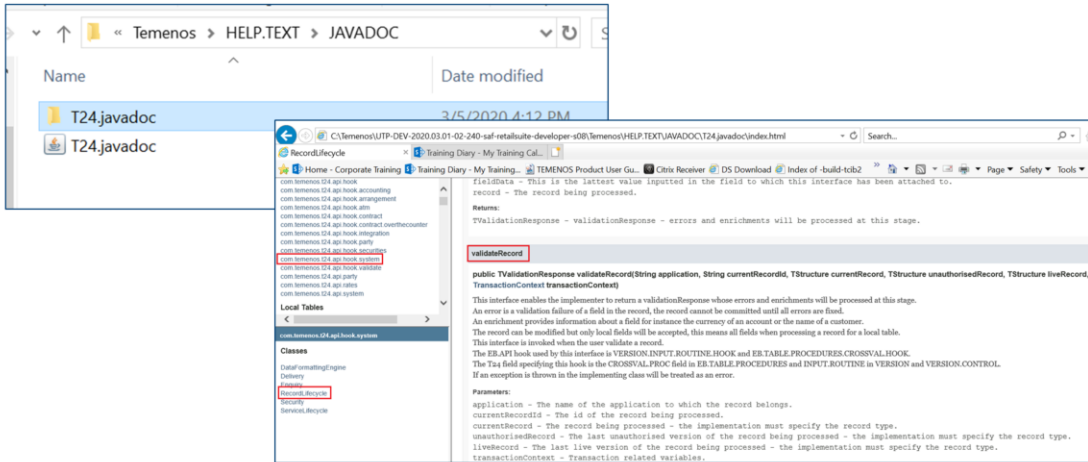 « Temenos > HELP.TEXT > JAVADOC
Name
Date modified
T24.javadoc
3/5/2020 4:12 PM
T24.javadoc
C:\Temenos\UTP-DEV-2020.03.01-02-240-saf-retailsuite-developer-s08\Temenos\HELP.TEXT\JAVADOC\T24.javadoc\index.html
Search...
RecordLifecycle
Training Diary - My Training Cal...
Home - Corporate Training
Training Diary - My Training...
TEMENOS Product User Gu...
Citrix Receiver
DS Download
Index of -build-tcib2
Page
Safety
Tools
com.temenos.t24.api.hook
com.temenos.t24.api.hook.accounting
com.temenos.t24.api.hook.arrangement
com.temenos.t24.api.hook.atm
com.temenos.t24.api.hook.contract
com.temenos.t24.api.hook.contract.overthecounter
com.temenos.t24.api.hook.integration
com.temenos.t24.api.hook.party
com.temenos.t24.api.hook.securities
com.temenos.t24.api.hook.system
com.temenos.t24.api.hook.validate
com.temenos.t24.api.party
com.temenos.t24.api.rates
com.temenos.t24.api.system
Local Tables
com.temenos.t24.api.hook.system
Classes
DataFormattingEngine
Delivery
Enquiry
RecordLifecycle
Security
ServiceLifecycle
fieldData - This is the lattest value inputted in the field to which this interface has been attached to.
record - The record being processed.
Returns:
TValidationResponse - validationResponse - errors and enrichments will be processed at this stage.
validateRecord
public TValidationResponse validateRecord(String application, String currentRecordId, TStructure currentRecord, TStructure unauthorisedRecord, TStructure liveRecord,
TransactionContext transactionContext)
This interface enables the implementer to return a validationResponse whose errors and enrichments will be processed at this stage.
An error is a validation failure of a field in the record, the record cannot be committed until all errors are fixed.
An enrichment provides information about a field for instance the currency of an account or the name of a customer.
The record can be modified but only local fields will be accepted, this means all fields when processing a record for a local table.
This interface is invoked when the user validate a record.
The EB.API hook used by this interface is VERSION.INPUT.ROUTINE.HOOK and EB.TABLE.PROCEDURES.CROSSVAL.HOOK.
The T24 field specifying this hook is the CROSSVAL.PROC field in EB.TABLE.PROCEDURES and INPUT.ROUTINE in VERSION and VERSION.CONTROL.
If an exception is thrown in the implementing class will be treated as an error.
Parameters:
application - The name of the application to which the record belongs.
currentRecordId - The id of the record being processed.
currentRecord - The record being processed - the implementation must specify the record type.
unauthorisedRecord - The last unauthorised version of the record being processed - the implementation must specify the record type.
liveRecord - The last live version of the record being processed - the implementation must specify the record type.
transactionContext - Transaction related variables.